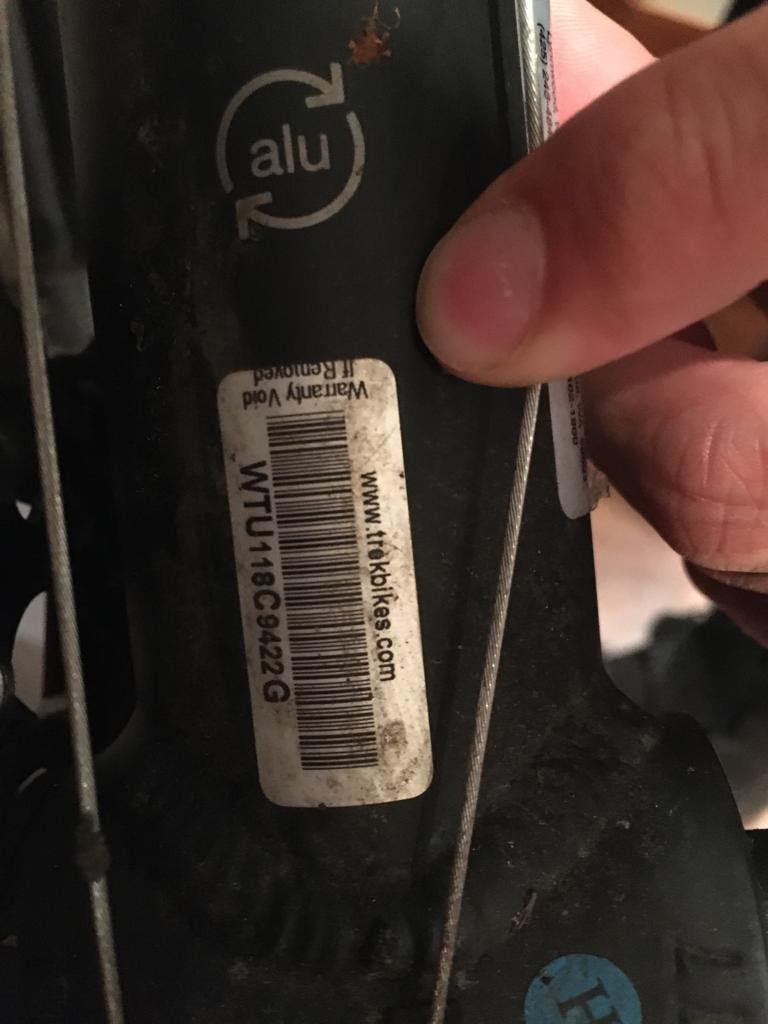 alu
Warranty Void
If Removed
www.trekbikes.com
WTU118C9422G
H